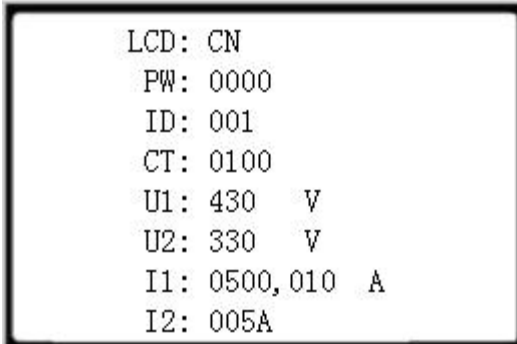 LCD: CN
PW: 0000
ID: 001
CT: 0100
U1: 430 V
U2: 330 V
I1: 0500,010 A
I2: 005A